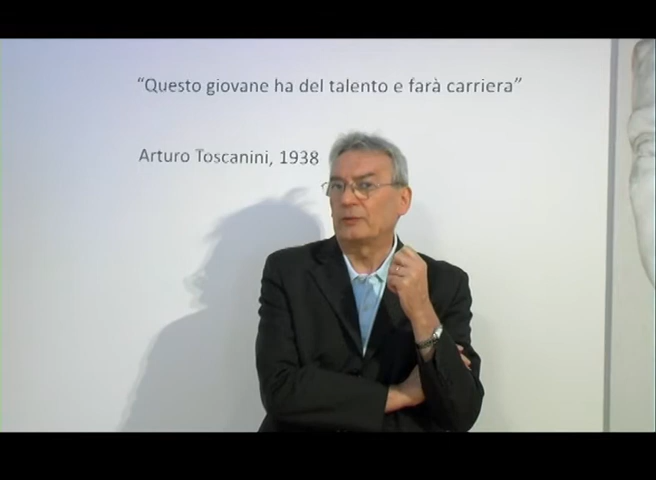 “Questo giovane ha del talento e farà carriera”
Arturo Toscanini, 1938